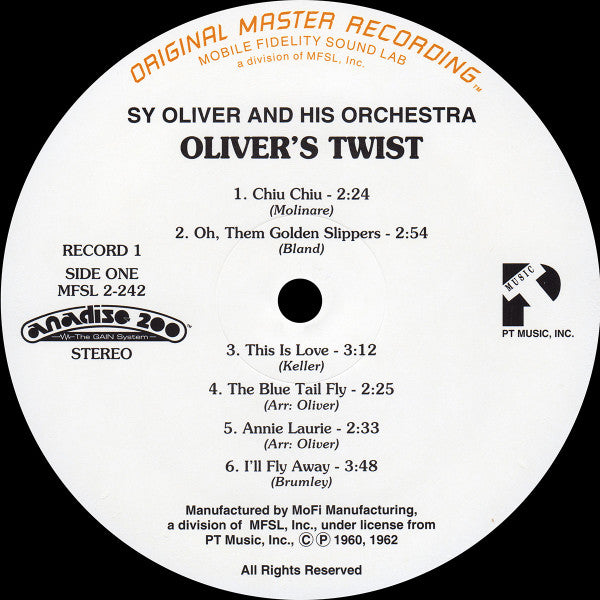 ORIGINAL MASTER RECORDING™
MOBILE FIDELITY SOUND LAB
a division of MFSL, Inc.
SY OLIVER AND HIS ORCHESTRA
OLIVER'S TWIST
1. Chiu Chiu - 2:24
(Molinare)
2. Oh, Them Golden Slippers - 2:54
(Bland)
RECORD 1
SIDE ONE
MFSL 2-242
anadisq 200™
The GAIN System™
STEREO
MUSIC
PT
PT MUSIC, INC.
3. This Is Love - 3:12
(Keller)
4. The Blue Tail Fly - 2:25
(Arr: Oliver)
5. Annie Laurie - 2:33
(Arr: Oliver)
6. I'll Fly Away - 3:48
(Brumley)
Manufactured by MoFi Manufacturing,
a division of MFSL, Inc., under license from
PT Music, Inc., Ⓒ Ⓟ 1960, 1962
All Rights Reserved